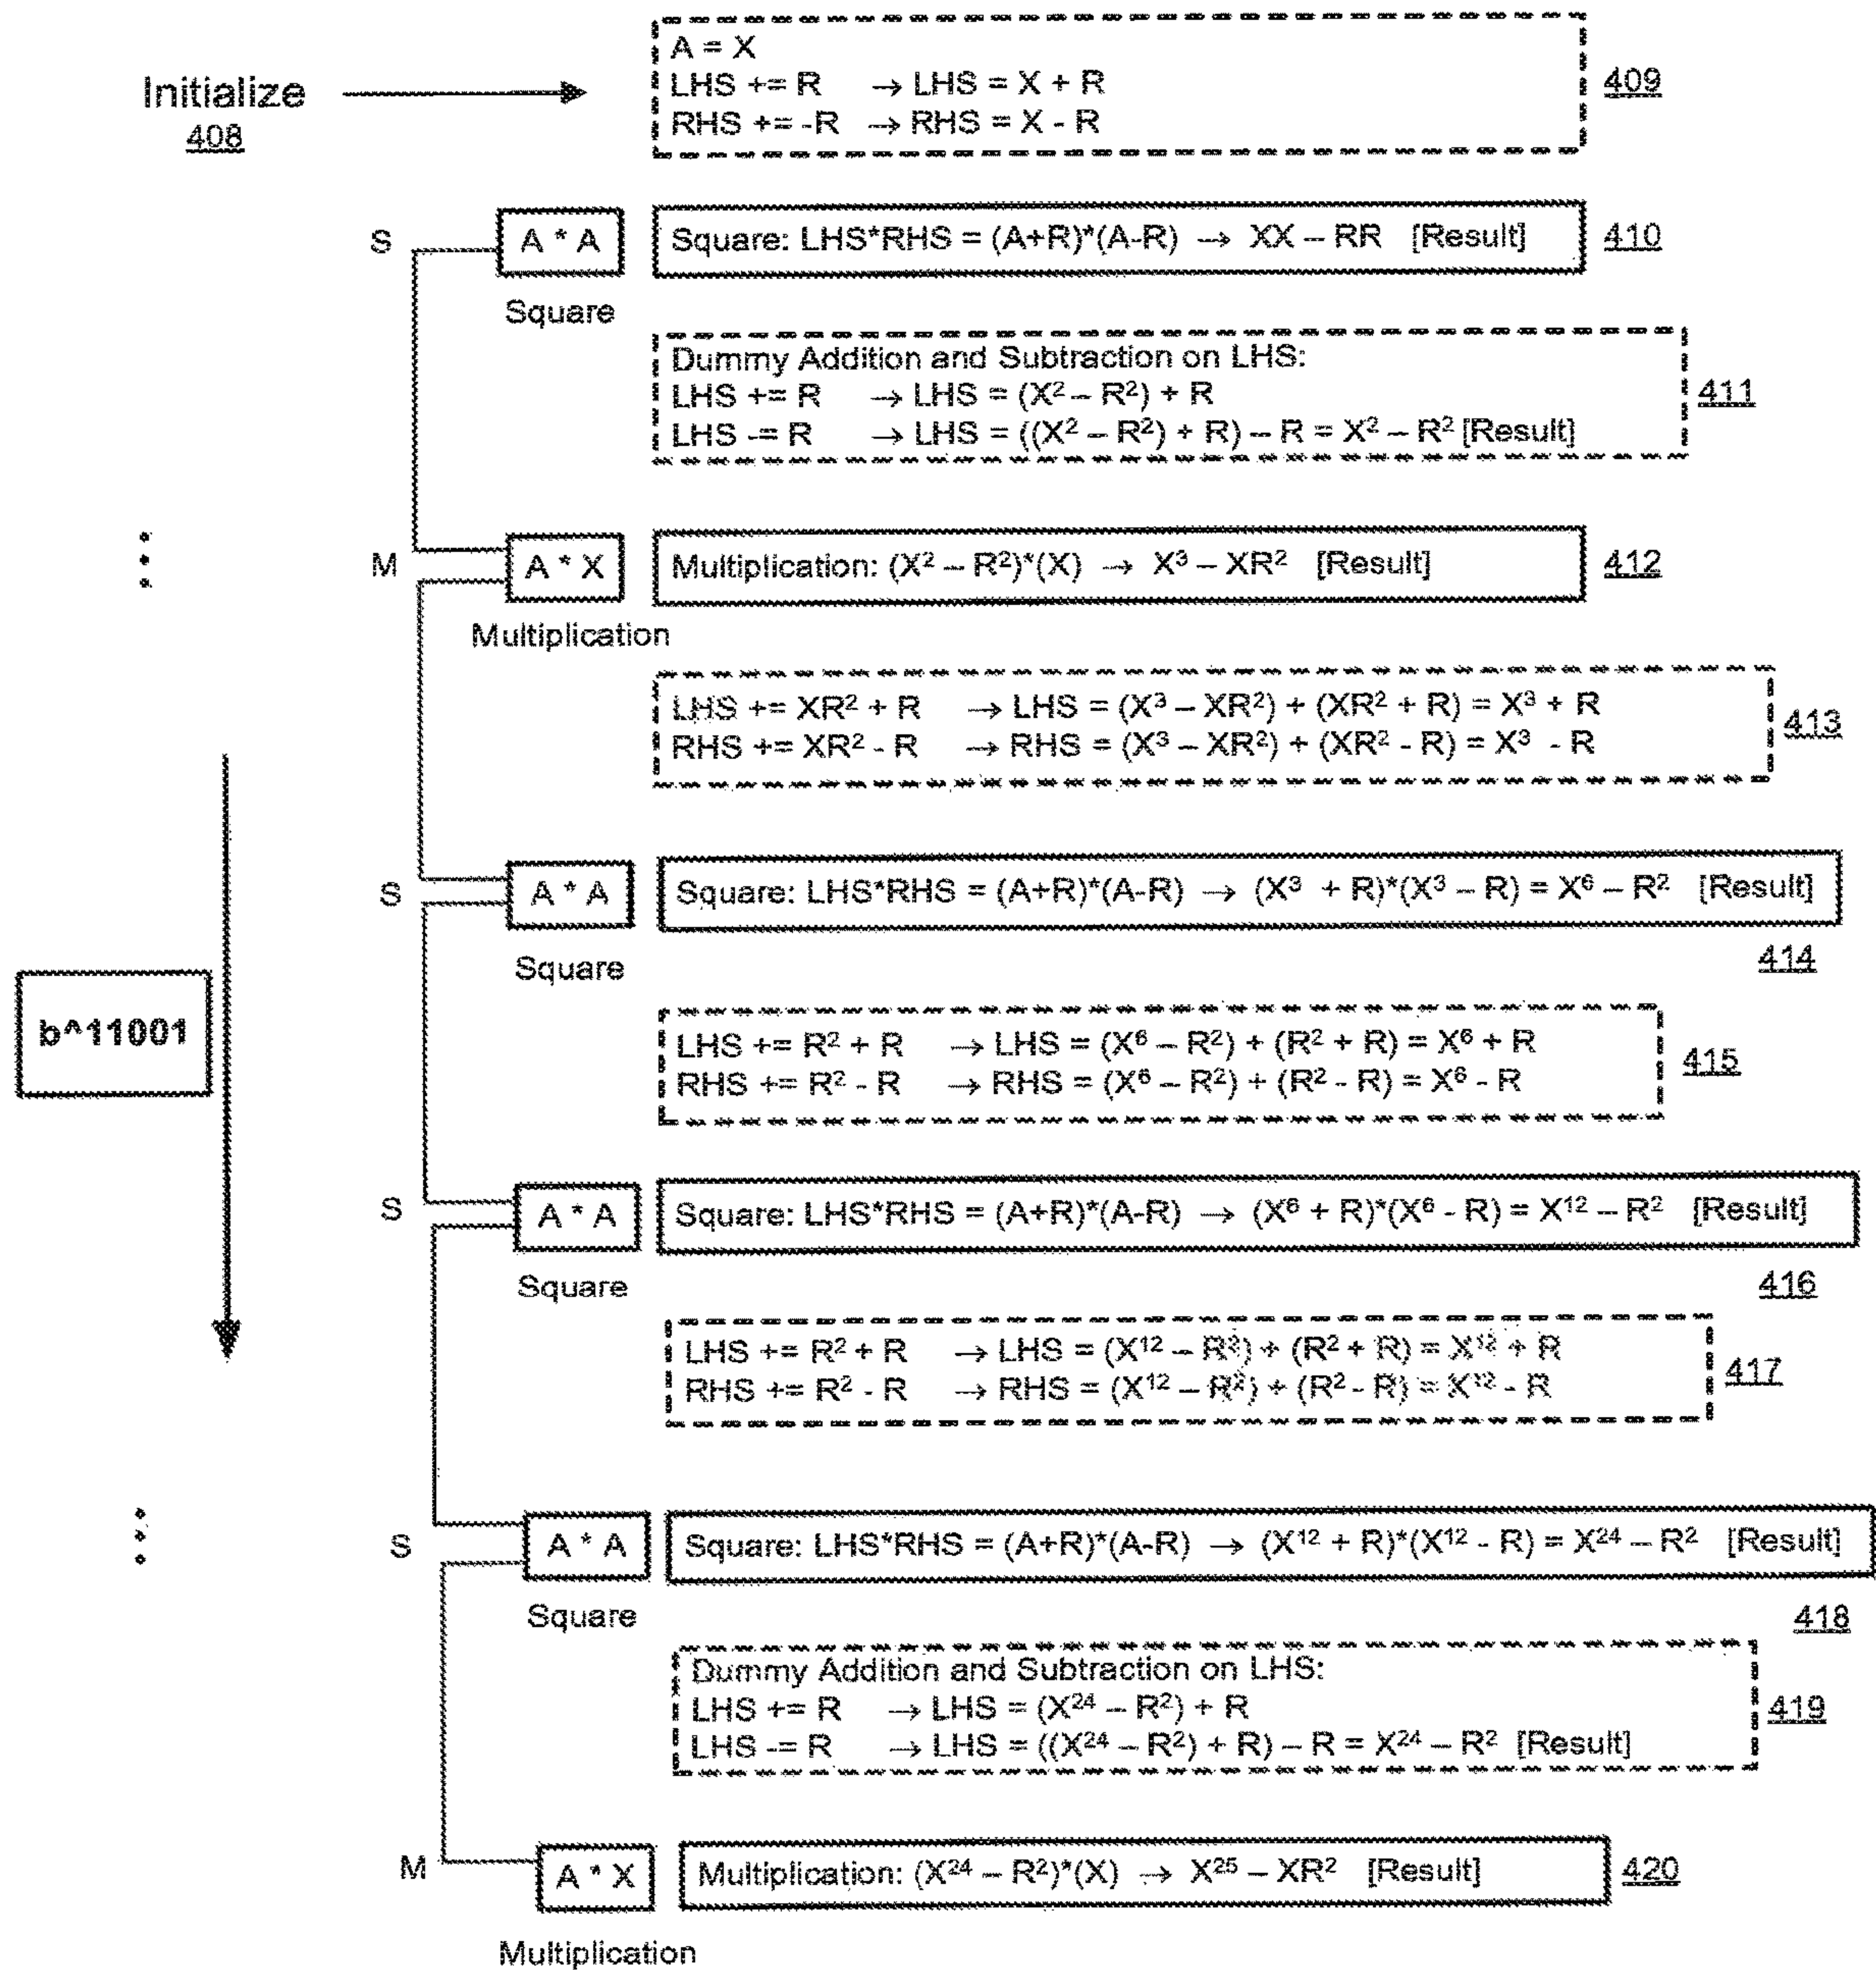 A = X
Initialize
LHS += R → LHS = X + R
409
408
RHS += -R → RHS = X - R
S
A * A
Square: LHS*RHS = (A+R)*(A-R) → XX – RR [Result]
410
Square
Dummy Addition and Subtraction on LHS:
LHS += R → LHS = (X² – R²) + R
411
LHS -= R → LHS = ((X² – R²) + R) – R = X² – R² [Result]
M
A * X
Multiplication: (X² – R²)*(X) → X³ – XR² [Result]
412
Multiplication
LHS += XR² + R → LHS = (X³ – XR²) + (XR² + R) = X³ + R
413
RHS += XR² - R → RHS = (X³ – XR²) + (XR² - R) = X³ - R
S
A * A
Square: LHS*RHS = (A+R)*(A-R) → (X³ + R)*(X³ – R) = X⁶ – R² [Result]
414
Square
b^11001
LHS += R² + R → LHS = (X⁶ – R²) + (R² + R) = X⁶ + R
415
RHS += R² - R → RHS = (X⁶ – R²) + (R² - R) = X⁶ - R
S
A * A
Square: LHS*RHS = (A+R)*(A-R) → (X⁶ + R)*(X⁶ - R) = X¹² – R² [Result]
416
Square
LHS += R² + R → LHS = (X¹² – R²) + (R² + R) = X¹² + R
417
RHS += R² - R → RHS = (X¹² – R²) + (R² - R) = X¹² - R
S
A * A
Square: LHS*RHS = (A+R)*(A-R) → (X¹² + R)*(X¹² - R) = X²⁴ – R² [Result]
418
Square
Dummy Addition and Subtraction on LHS:
LHS += R → LHS = (X²⁴ – R²) + R
419
LHS -= R → LHS = ((X²⁴ – R²) + R) – R = X²⁴ – R² [Result]
M
A * X
Multiplication: (X²⁴ – R²)*(X) → X²⁵ – XR² [Result]
420
Multiplication